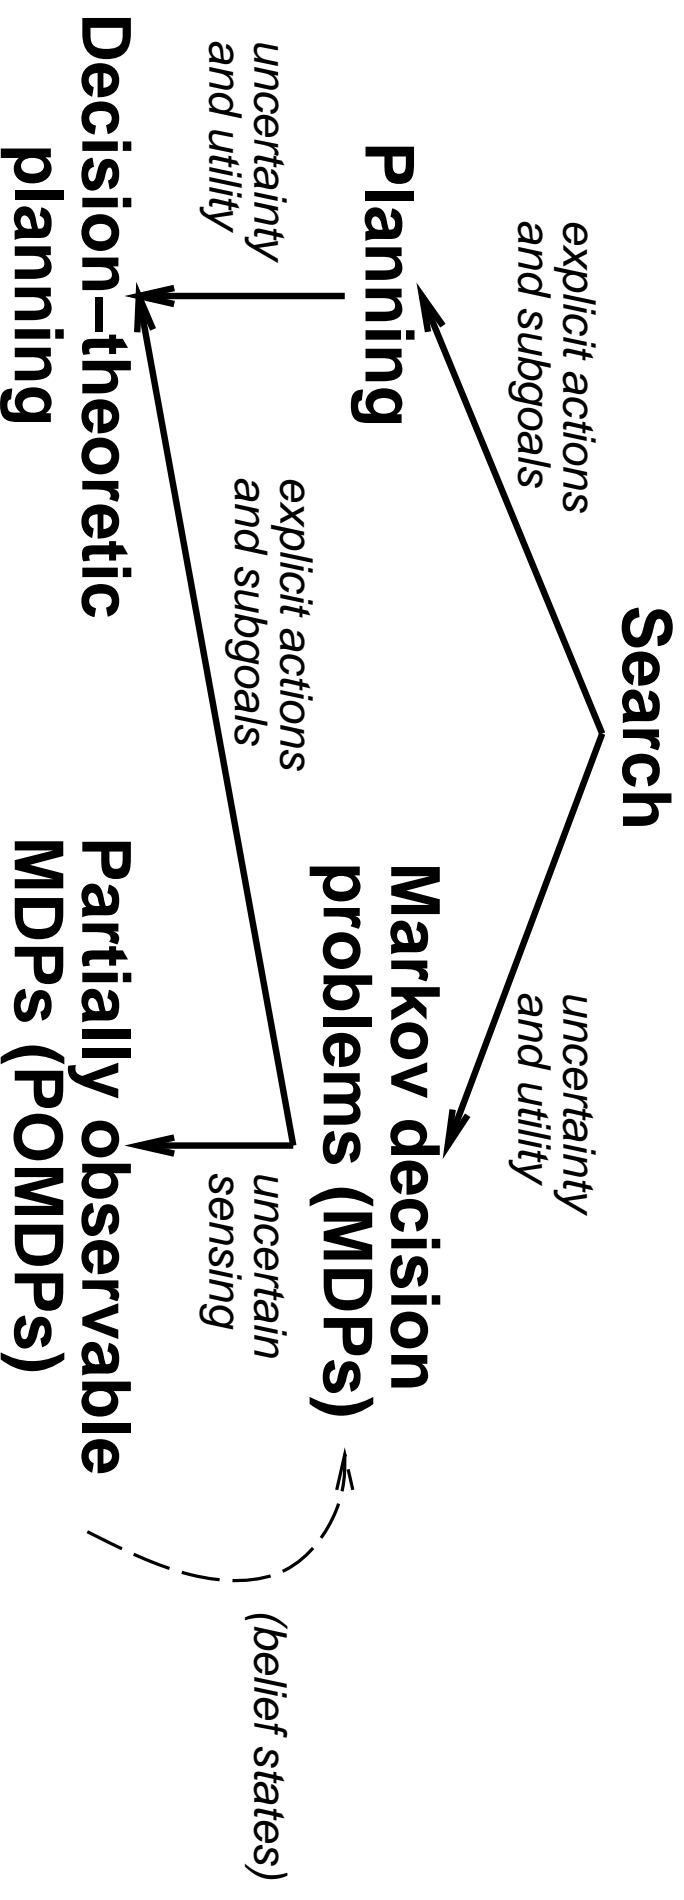 Search
explicit actions
and subgoals
uncertainty
and utility
Planning
Markov decision
problems (MDPs)
uncertainty
and utility
explicit actions
and subgoals
uncertain
sensing
(belief states)
Decision–theoretic
planning
Partially observable
MDPs (POMDPs)